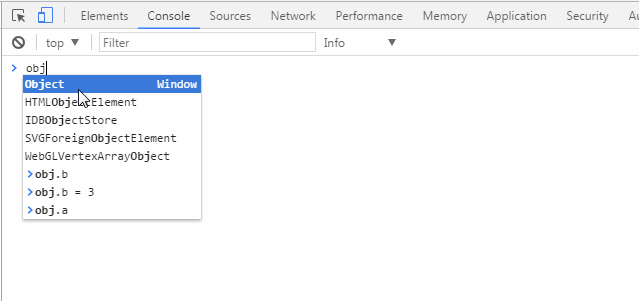 Elements Console Sources Network Performance Memory Application Security Au
top Filter Info
> obj
Object Window
HTMLObjectElement
IDBObjectStore
SVGForeignObjectElement
WebGLVertexArrayObject
>obj.b
>obj.b = 3
>obj.a